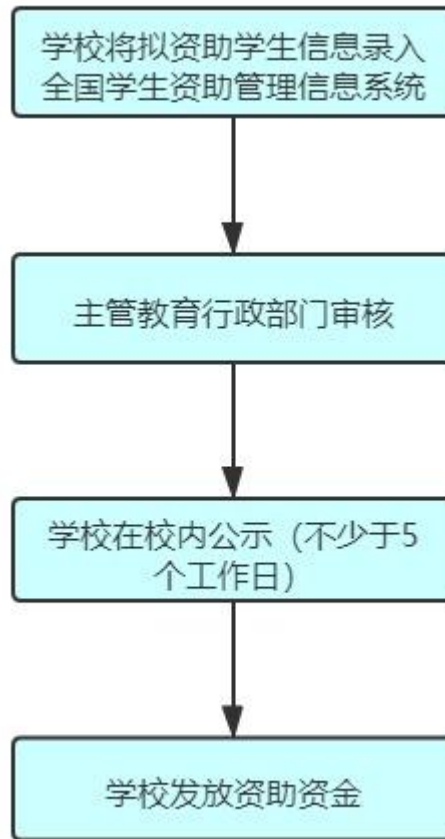 学校将拟资助学生信息录入
全国学生资助管理信息系统
主管教育行政部门审核
学校在校内公示（不少于5
个工作日）
学校发放资助资金